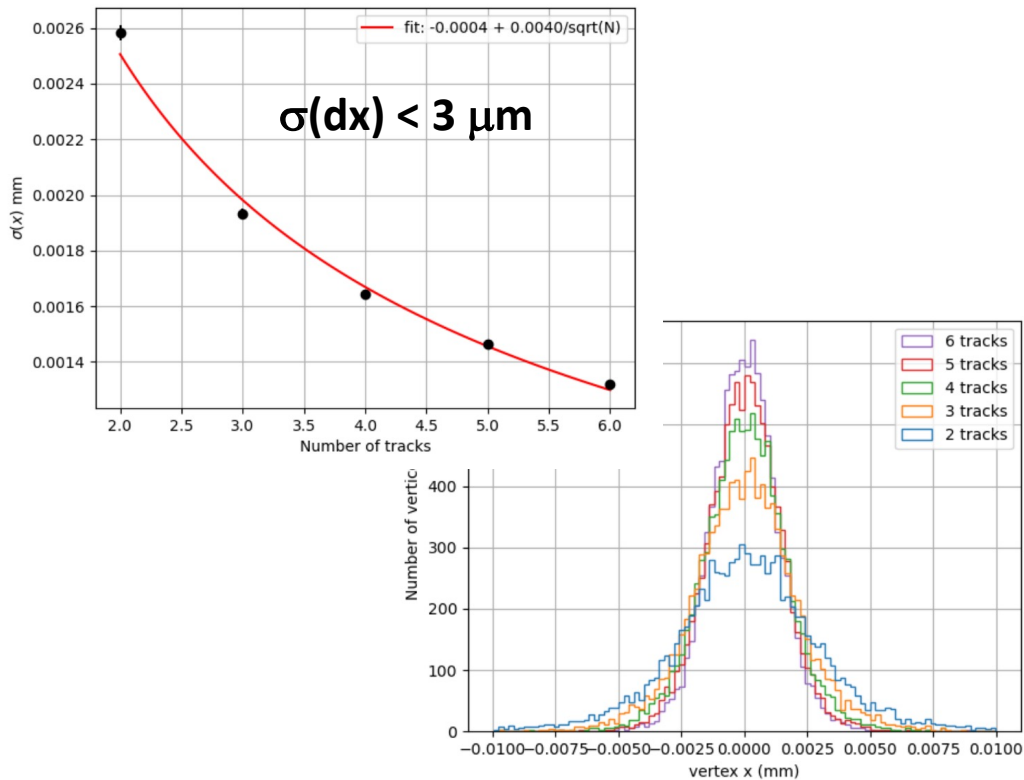 fit: -0.0004 + 0.0040/sqrt(N)
σ(dx) < 3 μm
0.0026
0.0024
0.0022
0.0020
0.0018
0.0016
0.0014
σ(x) mm
2.0 2.5 3.0 3.5 4.0 4.5 5.0 5.5 6.0
Number of tracks
6 tracks
5 tracks
4 tracks
3 tracks
2 tracks
400
300
200
100
0
Number of
−0.0100 −0.0075 −0.0050 −0.0025 0.0000 0.0025 0.0050 0.0075 0.0100
vertex x (mm)